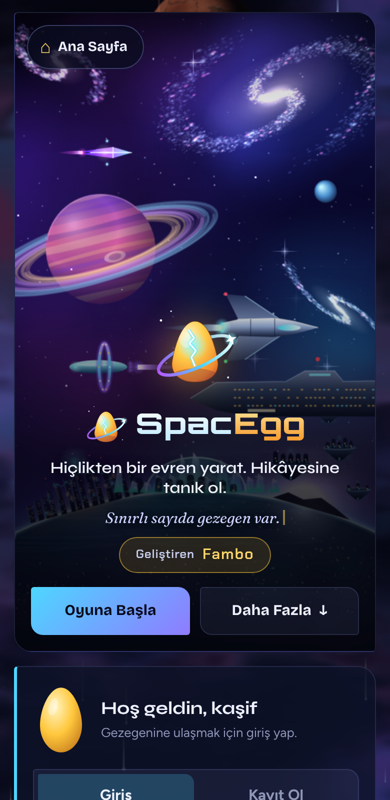 Ana Sayfa
SpacEgg
Hiçlikten bir evren yarat. Hikâyesine
tanık ol.
Sınırlı sayıda gezegen var.
Geliştiren Fambo
Oyuna Başla
Daha Fazla ↓
Hoş geldin, kaşif
Gezegenine ulaşmak için giriş yap.
Giriş
Kayıt Ol